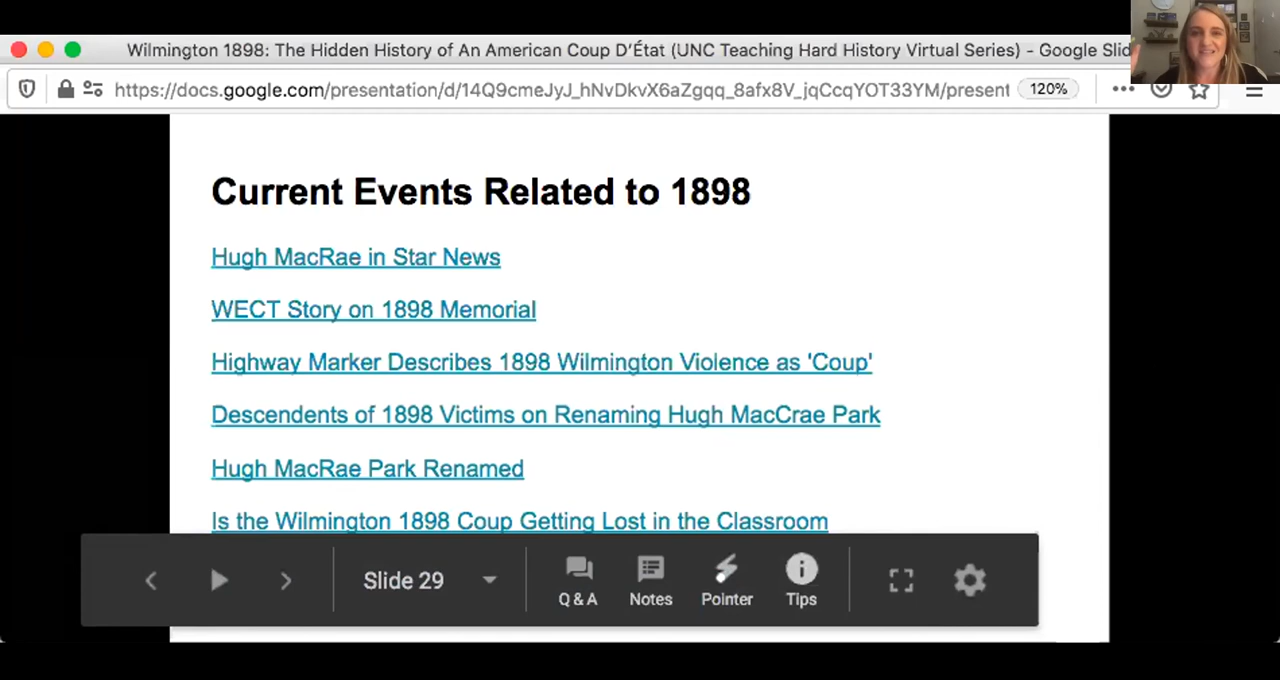 Wilmington 1898: The Hidden History of An American Coup D'État (UNC Teaching Hard History Virtual Series) - Google Slid
https://docs.google.com/presentation/d/14Q9cmeJyJ_hNvDkvX6aZgqq_8afx8V_jqCcqYOT33YM/present 120%
Current Events Related to 1898
Hugh MacRae in Star News
WECT Story on 1898 Memorial
Highway Marker Describes 1898 Wilmington Violence as 'Coup'
Descendents of 1898 Victims on Renaming Hugh MacCrae Park
Hugh MacRae Park Renamed
Is the Wilmington 1898 Coup Getting Lost in the Classroom
Slide 29
Q & A Notes Pointer Tips